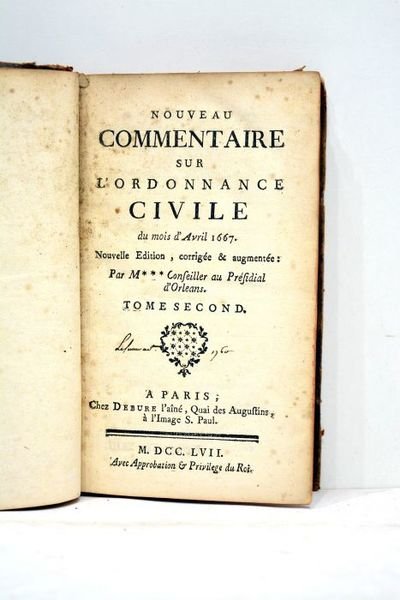 NOUVEAU
COMMENTAIRE
SUR
L'ORDONNANCE
CIVILE
du mois d'Avril 1667.
Nouvelle Edition, corrigée & augmentée:
Par M*** Conſeiller au Préſidial
d'Orleans.
TOME SECOND.
1760
A PARIS;
Chez DEBURE l'aîné, Quai des Auguſtins,
à l'Image S. Paul.
M. DCC. LVII.
Avec Approbation & Privilege du Roi.